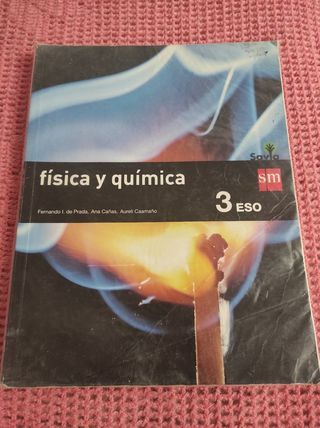 Savia
sm
física y química
Fernando I. de Prada, Ana Cañas, Aureli Caamaño
3 ESO